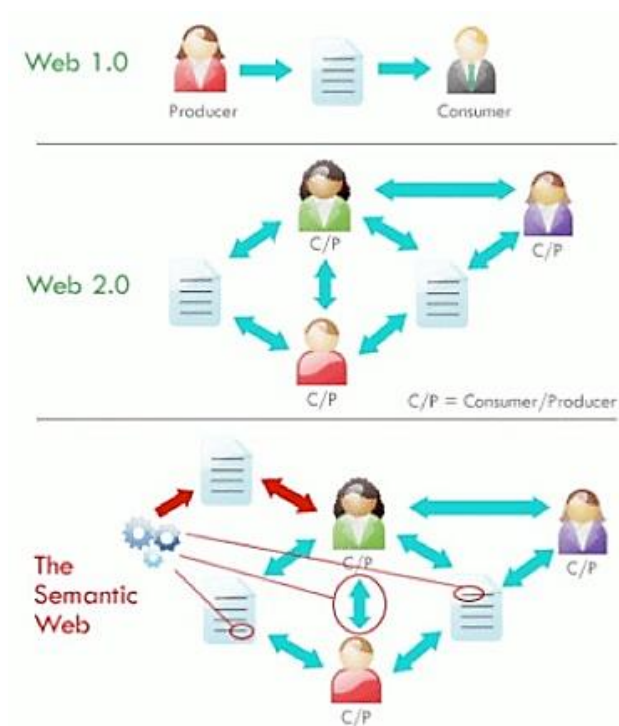 Web 1.0
Producer
Consumer
C/P
C/P
Web 2.0
C/P
C/P = Consumer/Producer
C/P
C/P
The
Semantic
Web
C/P